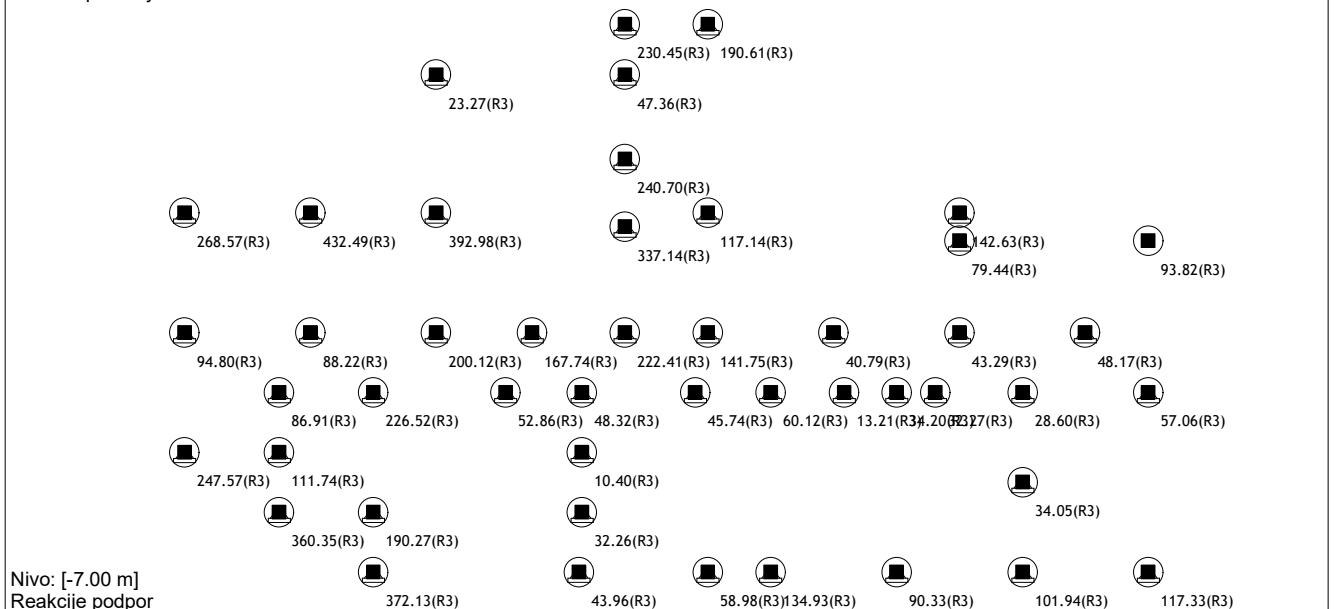 230.45(R3) 190.61(R3)
23.27(R3) 47.36(R3)
240.70(R3)
268.57(R3) 432.49(R3) 392.98(R3) 337.14(R3) 117.14(R3) 142.63(R3)
79.44(R3) 93.82(R3)
94.80(R3) 88.22(R3) 200.12(R3) 167.74(R3) 222.41(R3) 141.75(R3) 40.79(R3) 43.29(R3) 48.17(R3)
86.91(R3) 226.52(R3) 52.86(R3) 48.32(R3) 45.74(R3) 60.12(R3) 13.21(R3) 28.60(R3) 57.06(R3)
247.57(R3) 111.74(R3) 10.40(R3)
34.05(R3)
360.35(R3) 190.27(R3) 32.26(R3)
372.13(R3) 43.96(R3) 58.98(R3) 134.93(R3) 90.33(R3) 101.94(R3) 117.33(R3)
Nivo: [-7.00 m]
Reakcije podpor